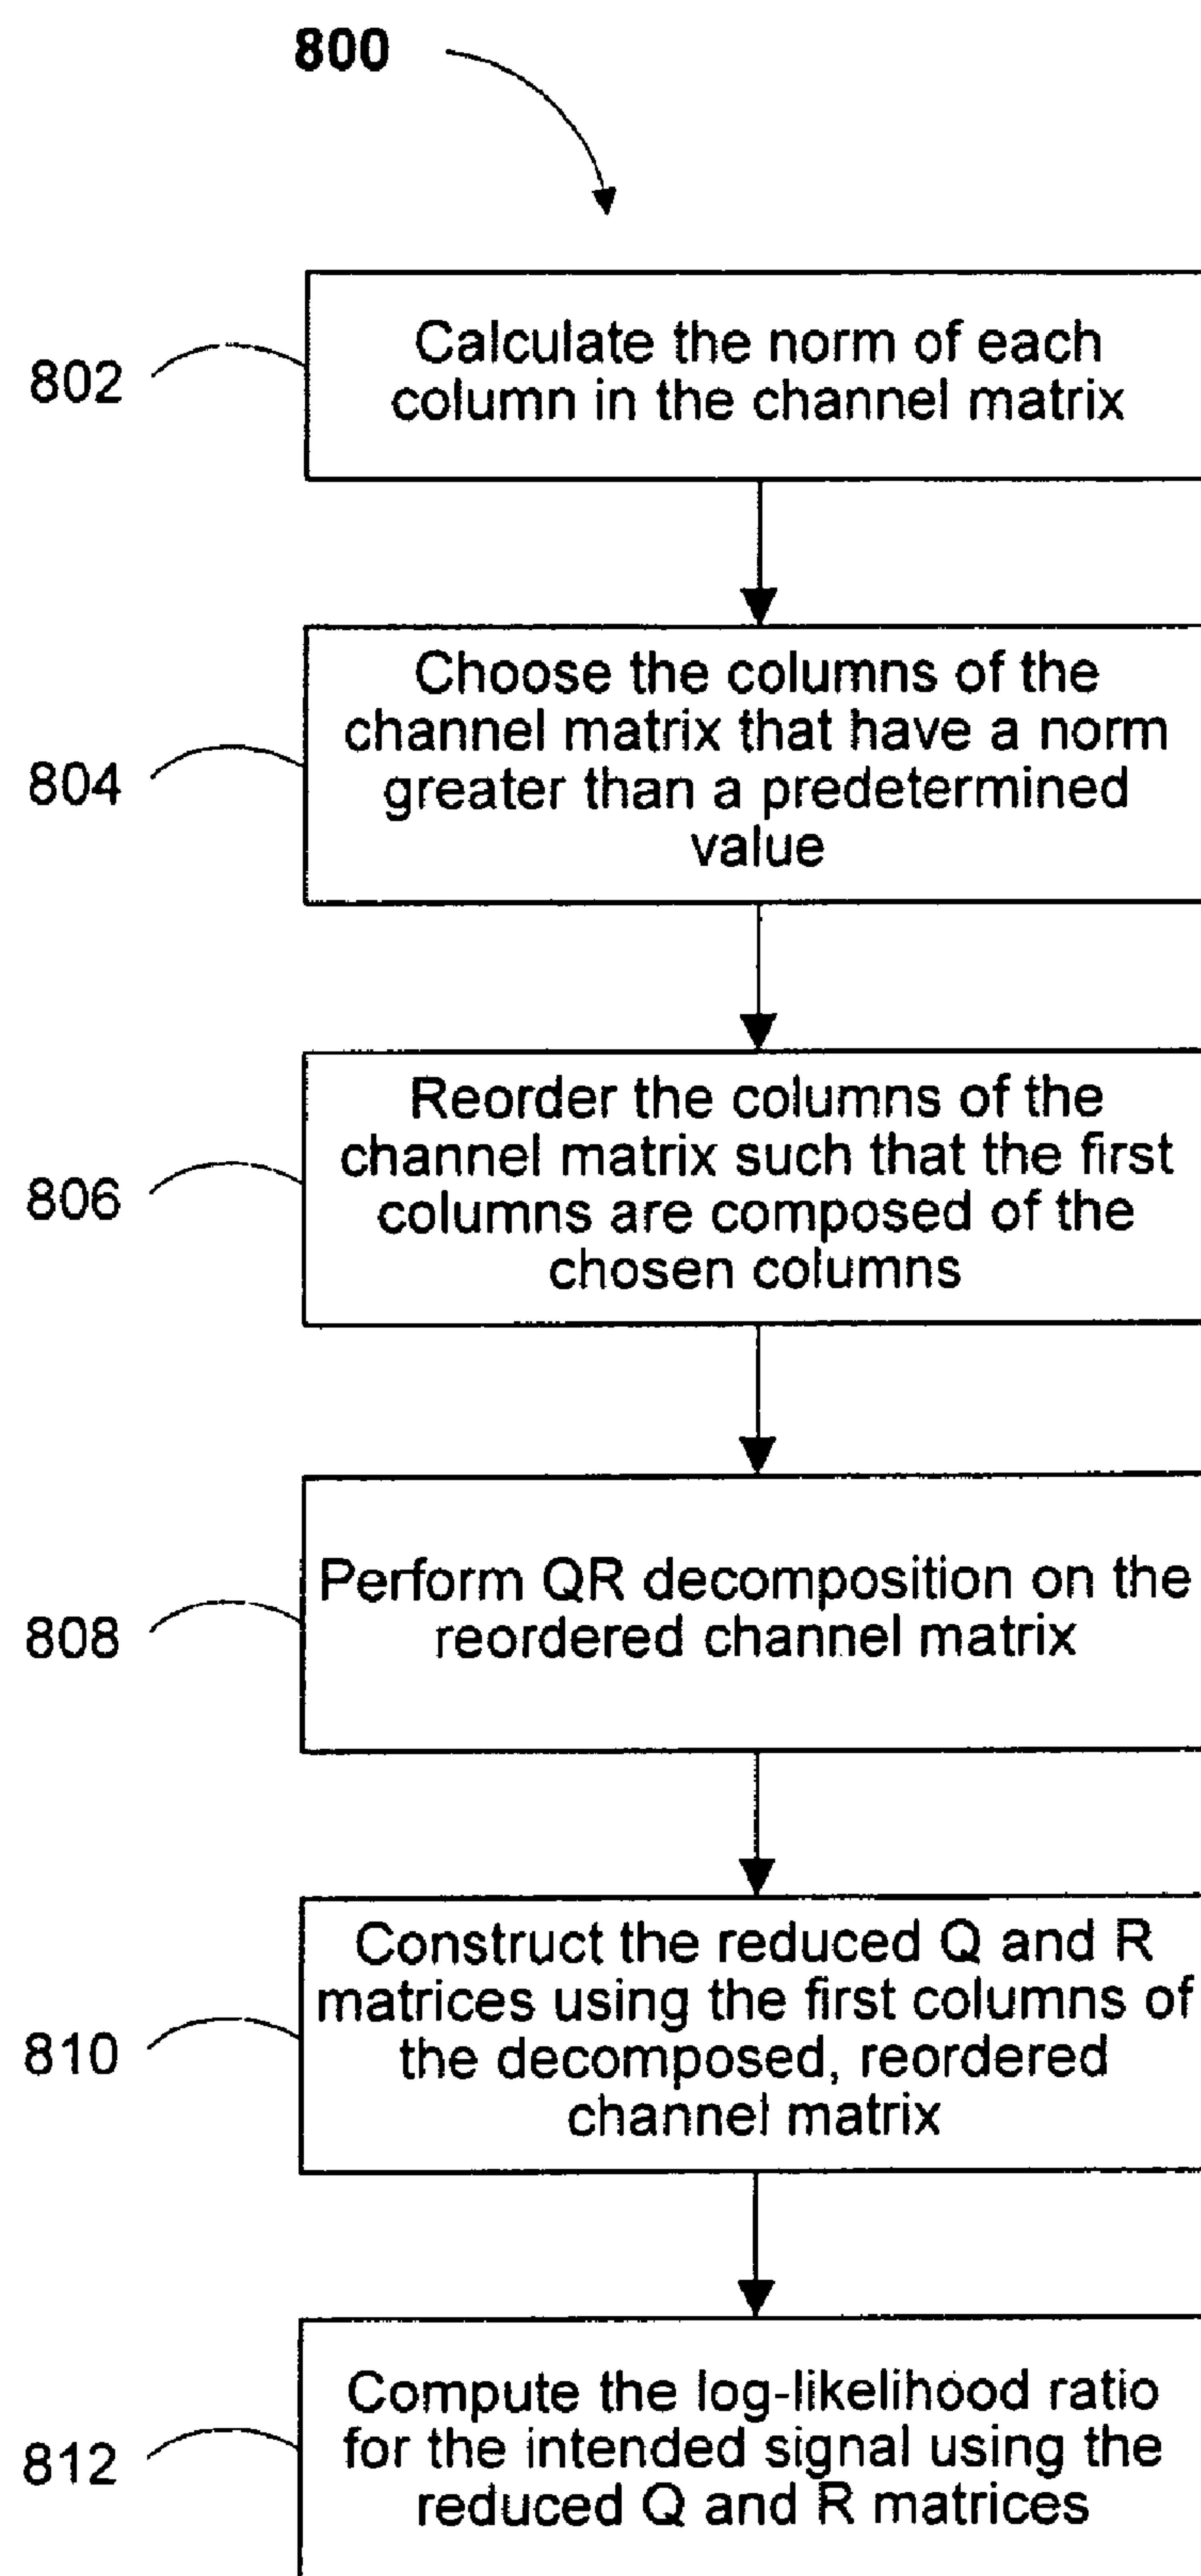 800
802
Calculate the norm of each
column in the channel matrix
804
Choose the columns of the
channel matrix that have a norm
greater than a predetermined
value
806
Reorder the columns of the
channel matrix such that the first
columns are composed of the
chosen columns
808
Perform QR decomposition on the
reordered channel matrix
810
Construct the reduced Q and R
matrices using the first columns of
the decomposed, reordered
channel matrix
812
Compute the log-likelihood ratio
for the intended signal using the
reduced Q and R matrices